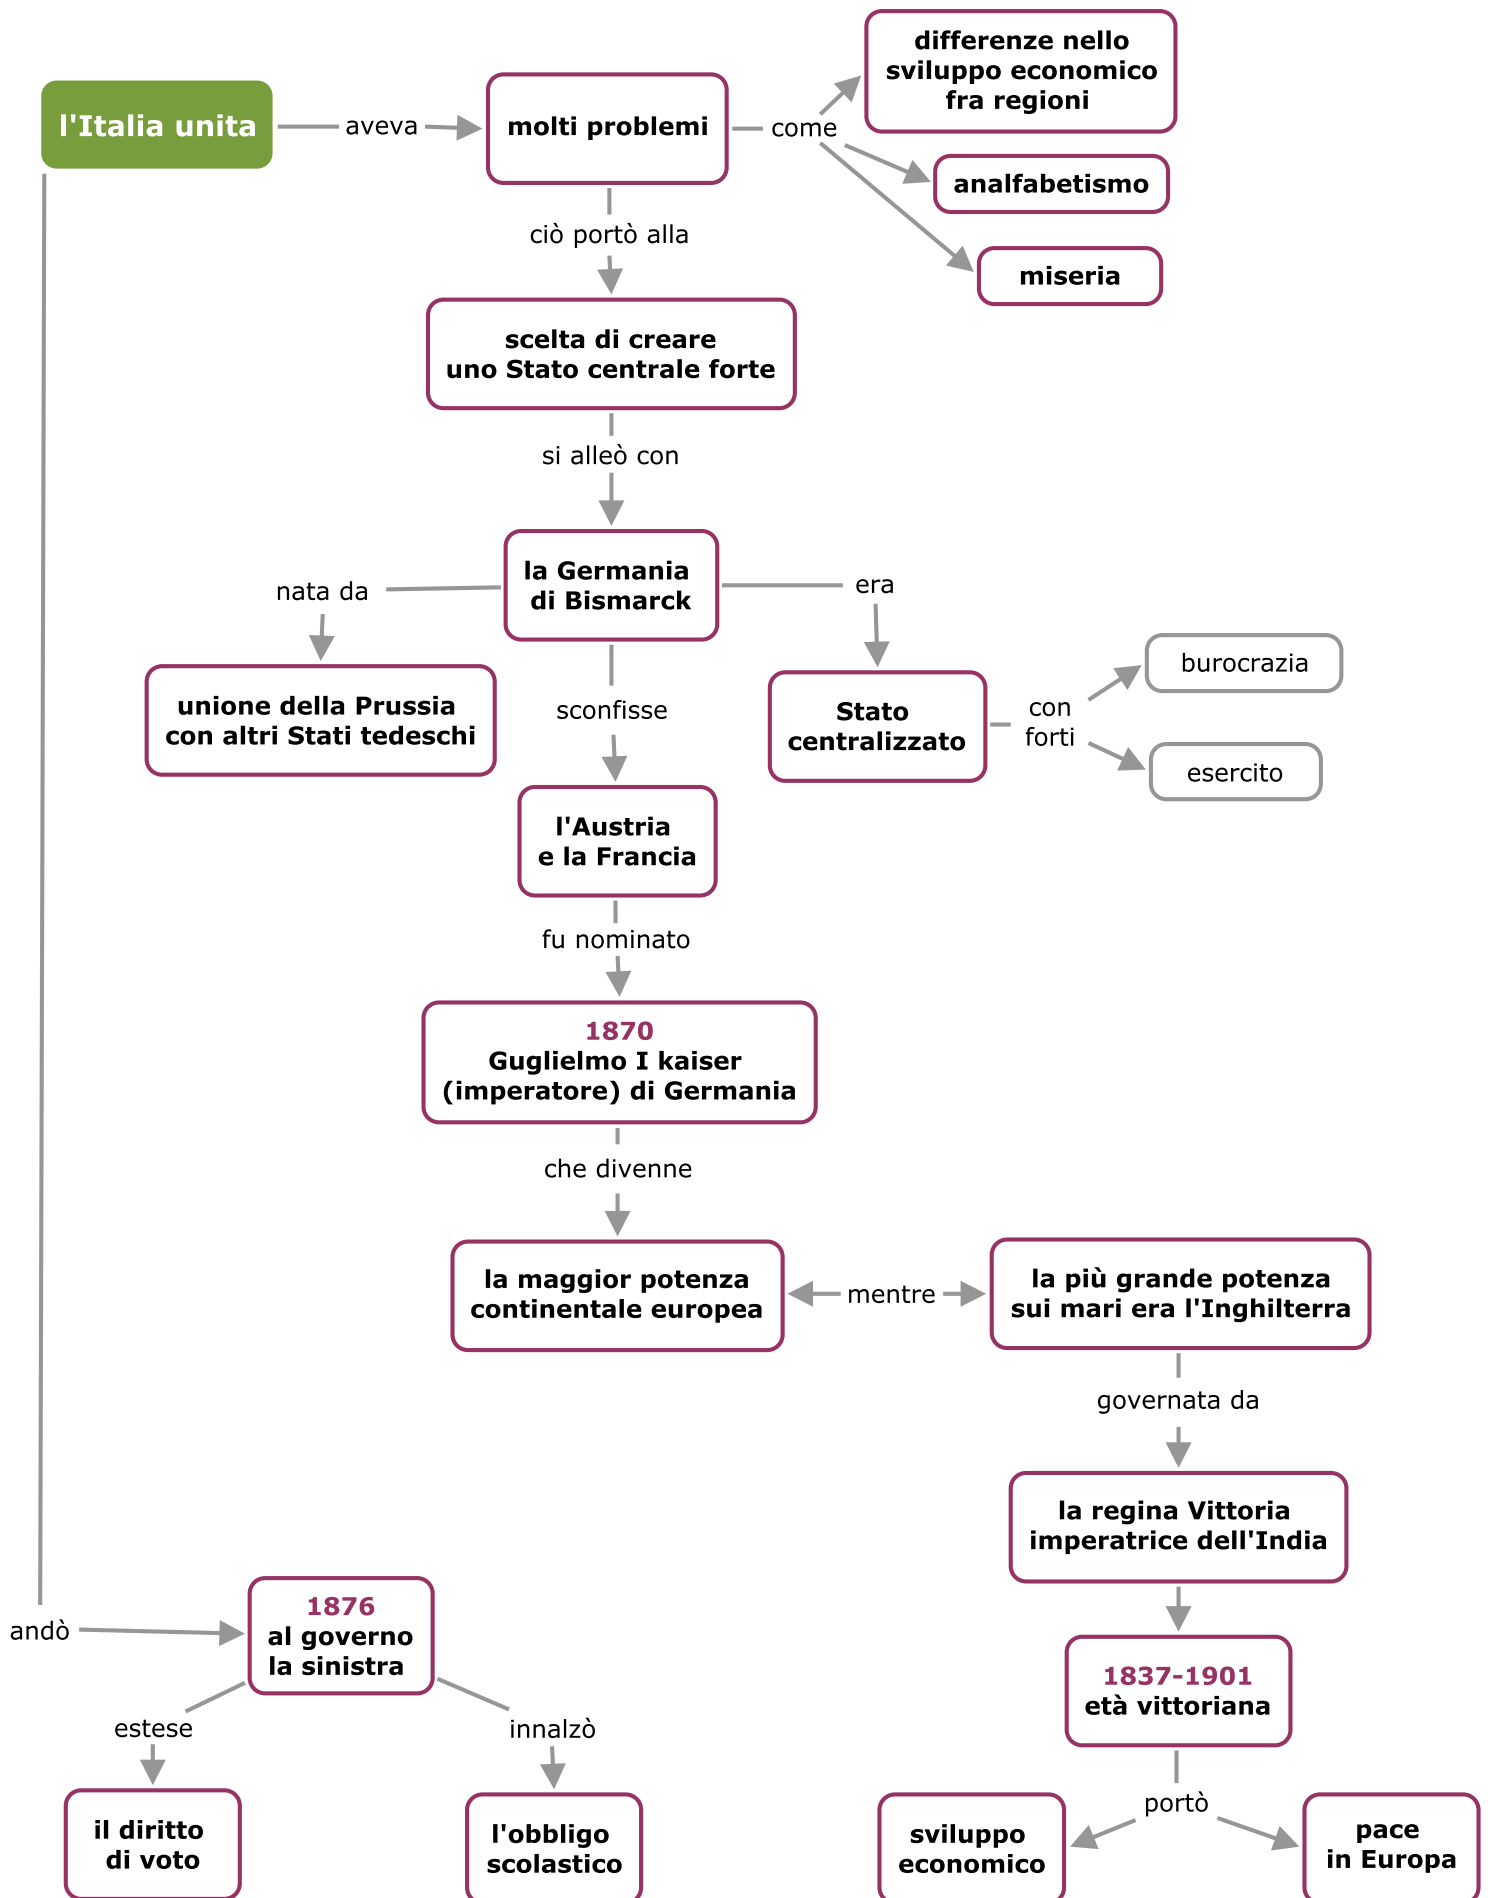 l'Italia unita
aveva
molti problemi
come
differenze nello
sviluppo economico
fra regioni
analfabetismo
miseria
ciò portò alla
scelta di creare
uno Stato centrale forte
si alleò con
la Germania
di Bismarck
nata da
unione della Prussia
con altri Stati tedeschi
era
Stato
centralizzato
con
forti
burocrazia
esercito
sconfisse
l'Austria
e la Francia
fu nominato
1870
Guglielmo I kaiser
(imperatore) di Germania
che divenne
la maggior potenza
continentale europea
mentre
la più grande potenza
sui mari era l'Inghilterra
governata da
la regina Vittoria
imperatrice dell'India
1837-1901
età vittoriana
portò
sviluppo
economico
pace
in Europa
andò
1876
al governo
la sinistra
estese
il diritto
di voto
innalzò
l'obbligo
scolastico